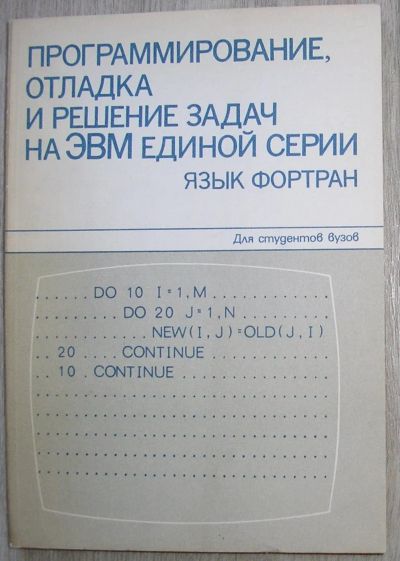 ПРОГРАММИРОВАНИЕ,
ОТЛАДКА
И РЕШЕНИЕ ЗАДАЧ
НА ЭВМ ЕДИНОЙ СЕРИИ
ЯЗЫК ФОРТРАН
Для студентов вузов
......DO 10 I=1,M............
.........DO 20 J=1,N.........
............NEW(I,J)=OLD(J,I)
..20....CONTINUE.............
..10.CONTINUE................
.............................
.............................
.............................
.............................
.............................